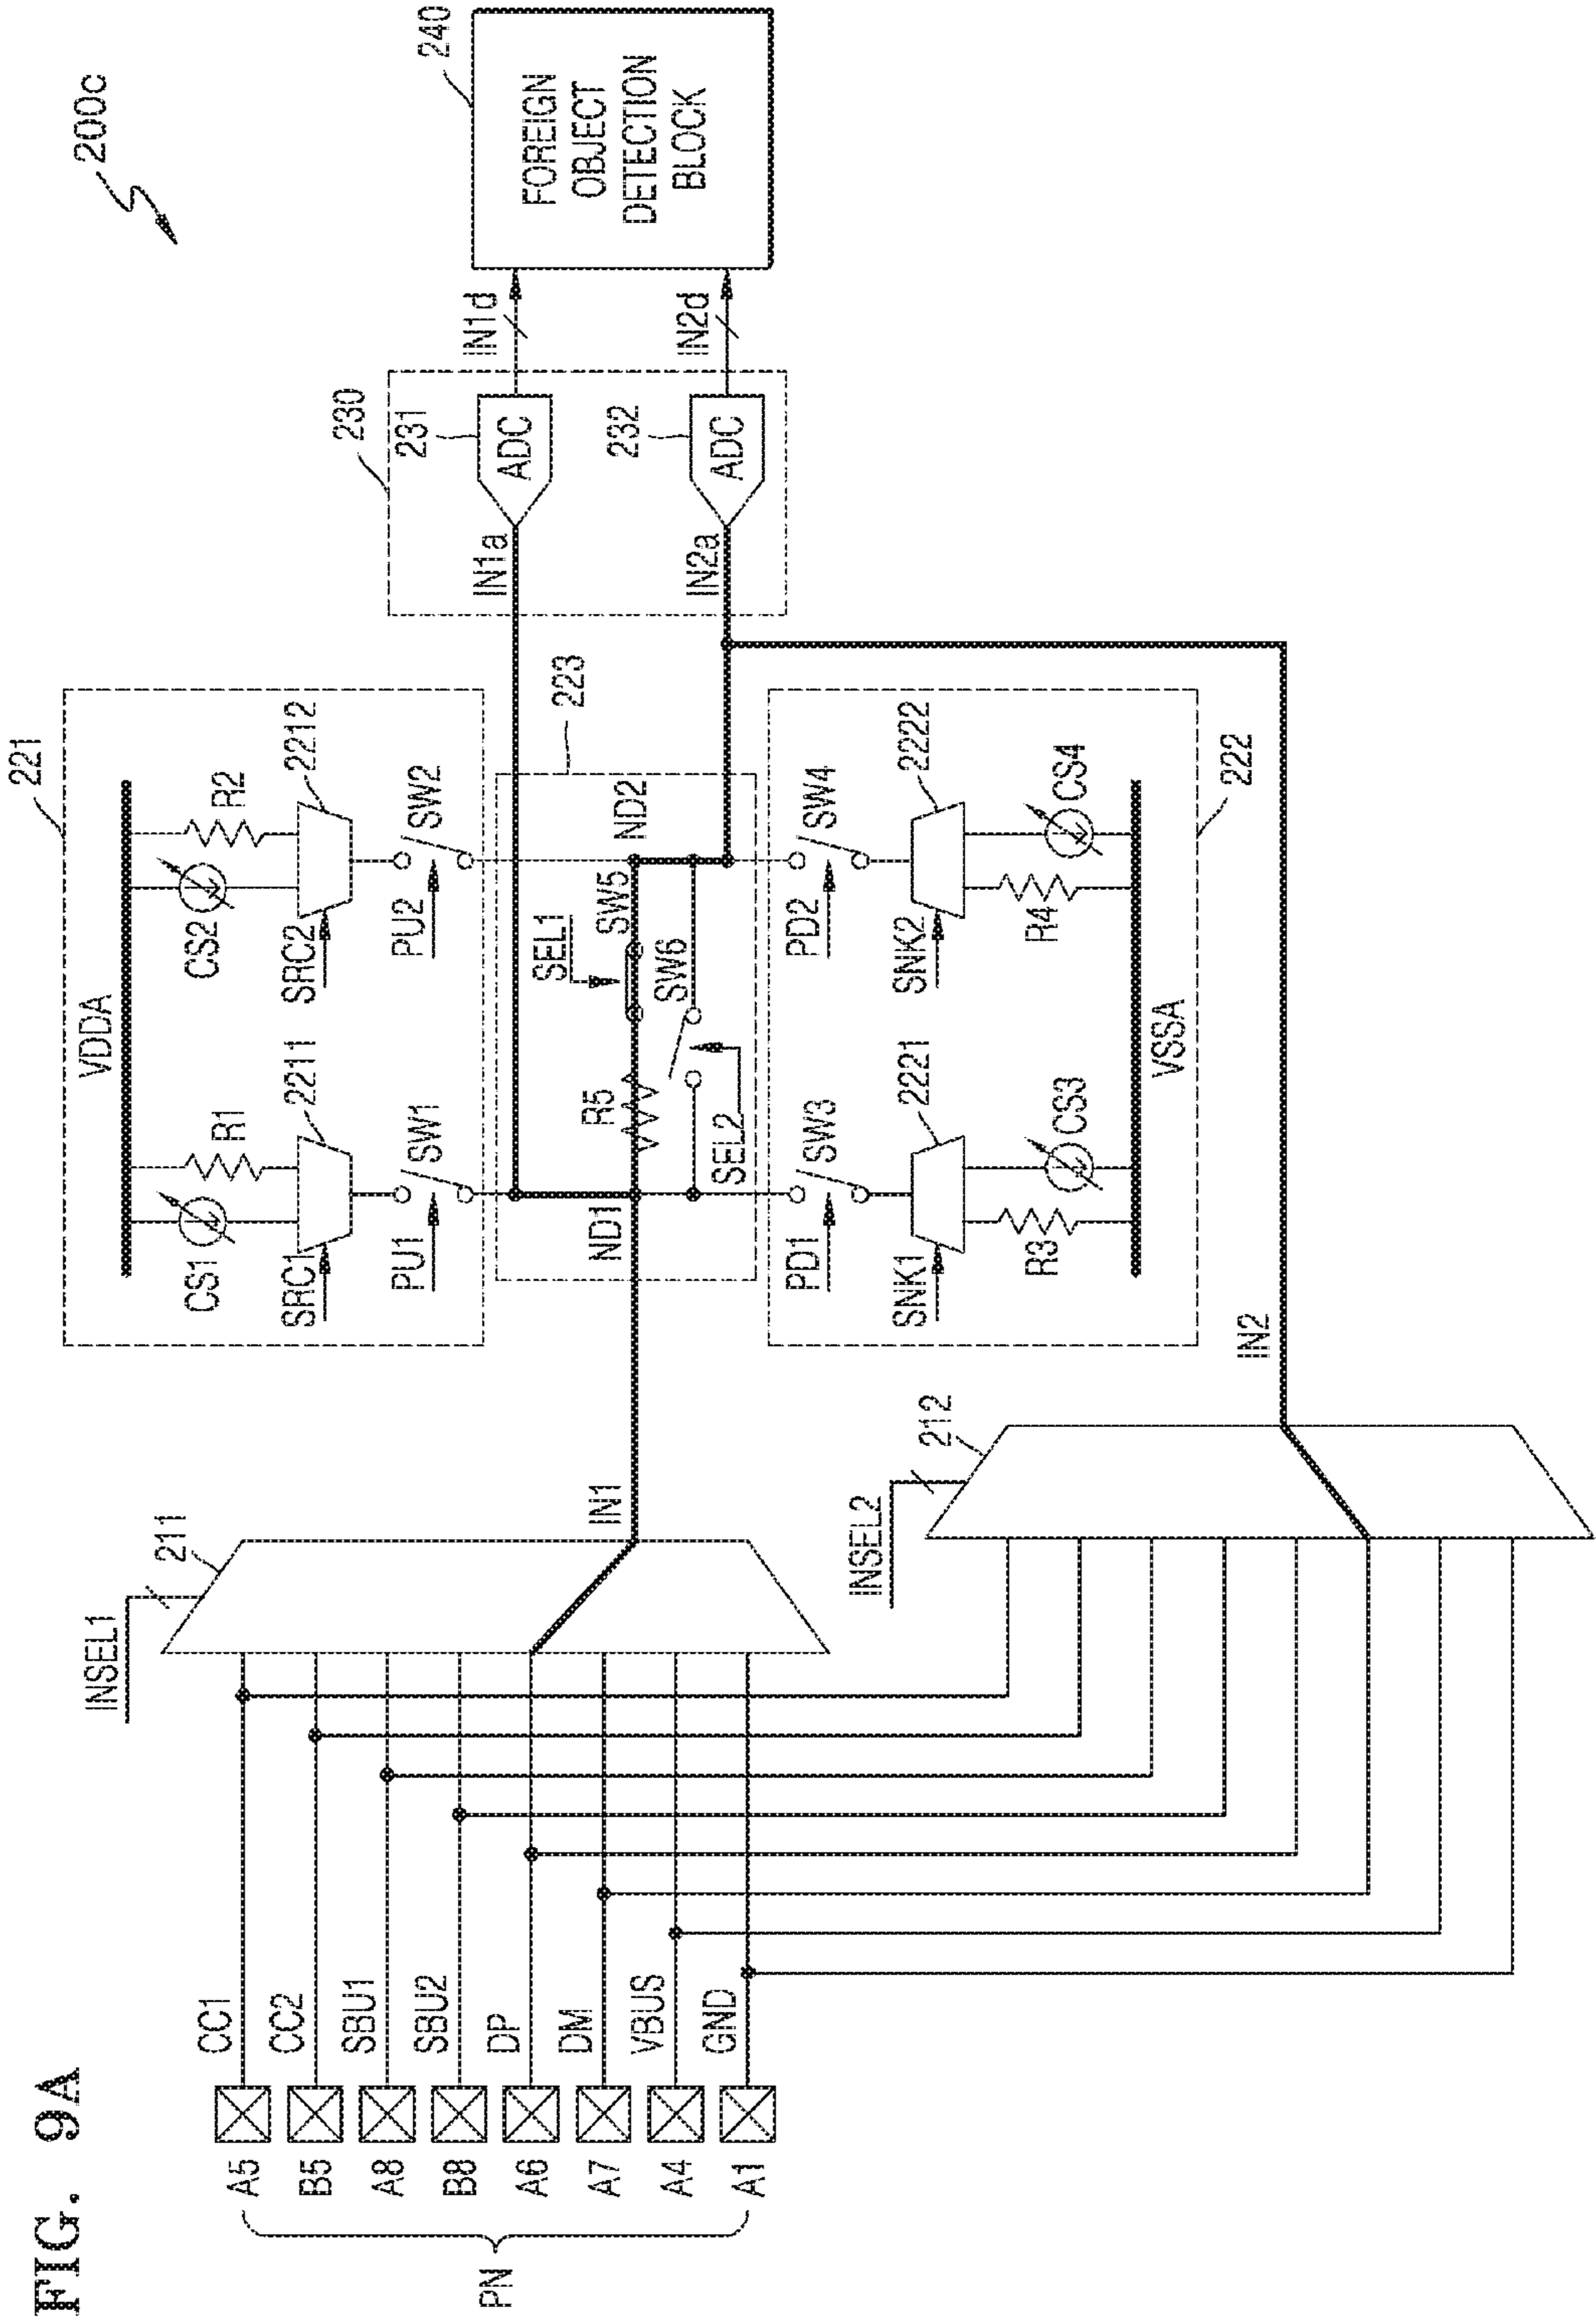 FIG. 9A
200c
221
VDDA
CS1
R1
CS2
R2
SRC1
2211
SRC2
2212
PU1
SW1
PU2
SW2
230
231
ADC
IN1a
IN1d
232
ADC
IN2a
IN2d
240
FOREIGN
OBJECT
DETECTION
BLOCK
223
ND1
R5
SEL1
SW5
ND2
SW6
SEL2
PD1
SW3
PD2
SW4
SNK1
2221
SNK2
2222
R3
CS3
R4
CS4
VSSA
222
INSEL1
211
IN1
INSEL2
212
IN2
PN
A5
CC1
B5
CC2
A8
SBU1
B8
SBU2
A6
DP
A7
DM
A4
VBUS
A1
GND